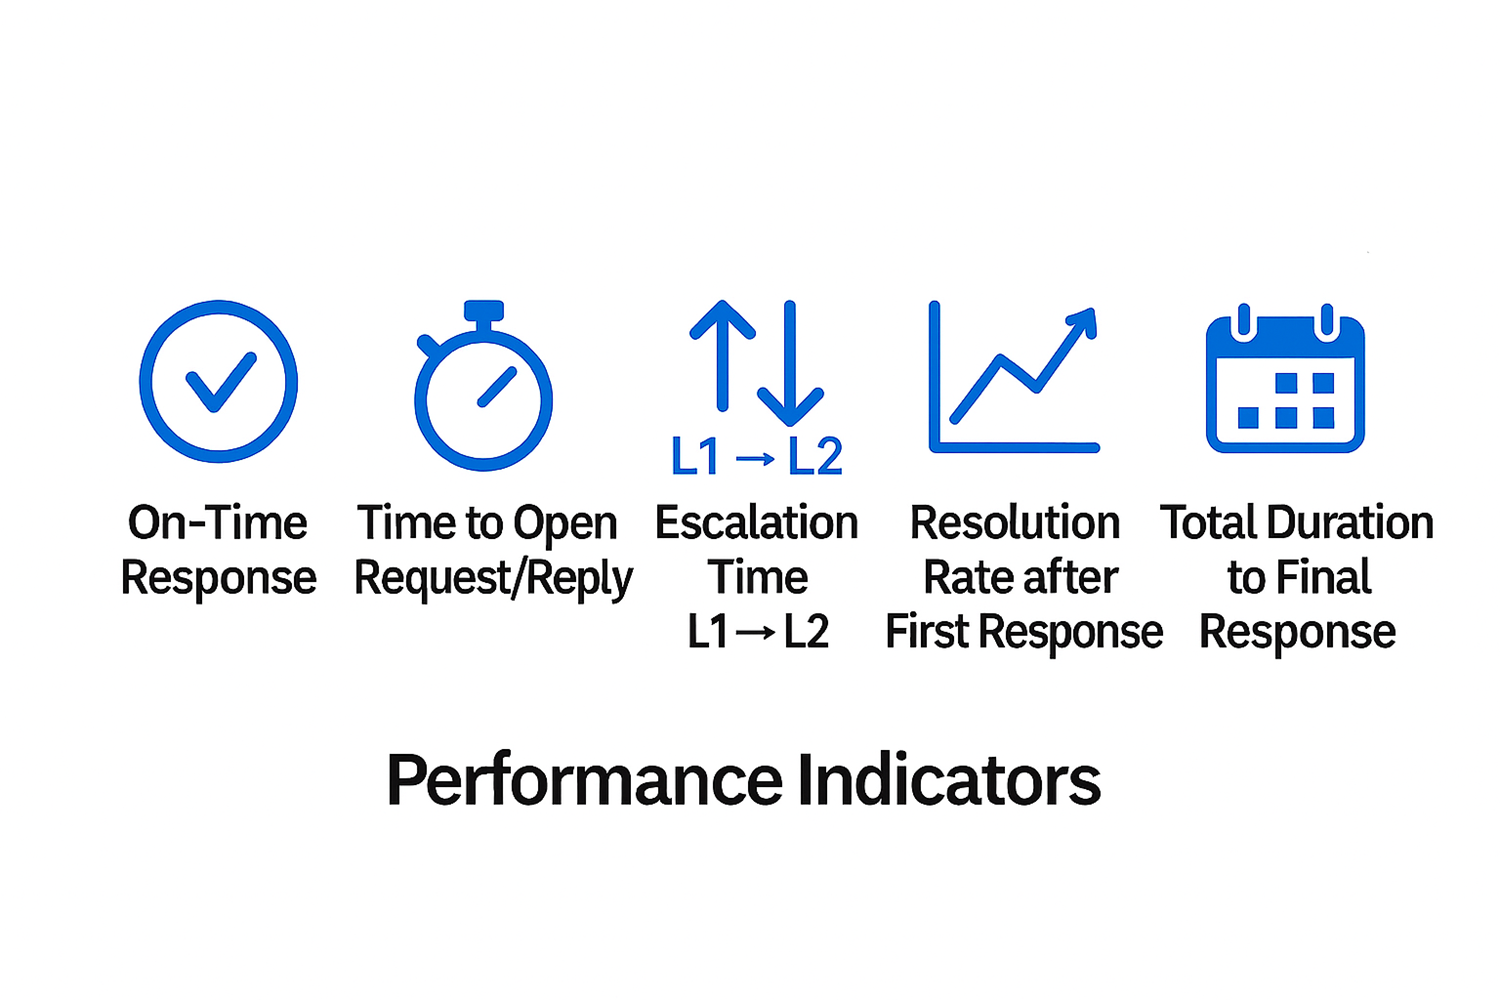 L1 → L2
On-Time
Response
Time to Open
Request/Reply
Escalation
Time
L1→L2
Resolution
Rate after
First Response
Total Duration
to Final
Response
Performance Indicators